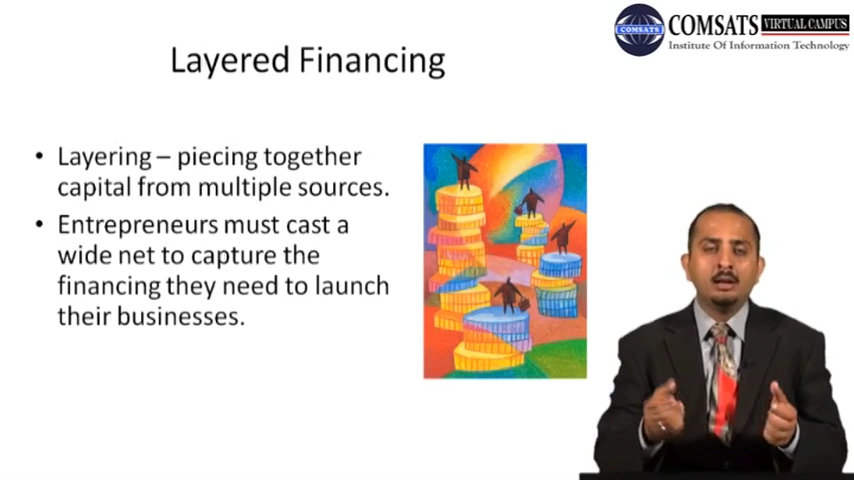 COMSATS VIRTUAL CAMPUS
Institute Of Information Technology
COMSATS
Layered Financing
• Layering – piecing together
capital from multiple sources.
• Entrepreneurs must cast a
wide net to capture the
financing they need to launch
their businesses.